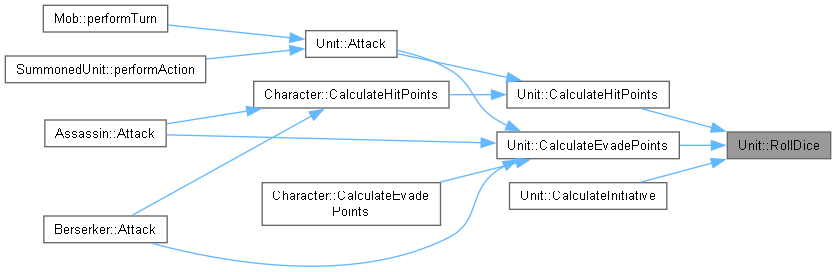 Mob::performTurn
Unit::Attack
SummonedUnit::performAction
Character::CalculateHitPoints
Unit::CalculateHitPoints
Assassin::Attack
Unit::CalculateEvadePoints
Unit::RollDice
Character::CalculateEvade
Points
Unit::CalculateInitiative
Berserker::Attack